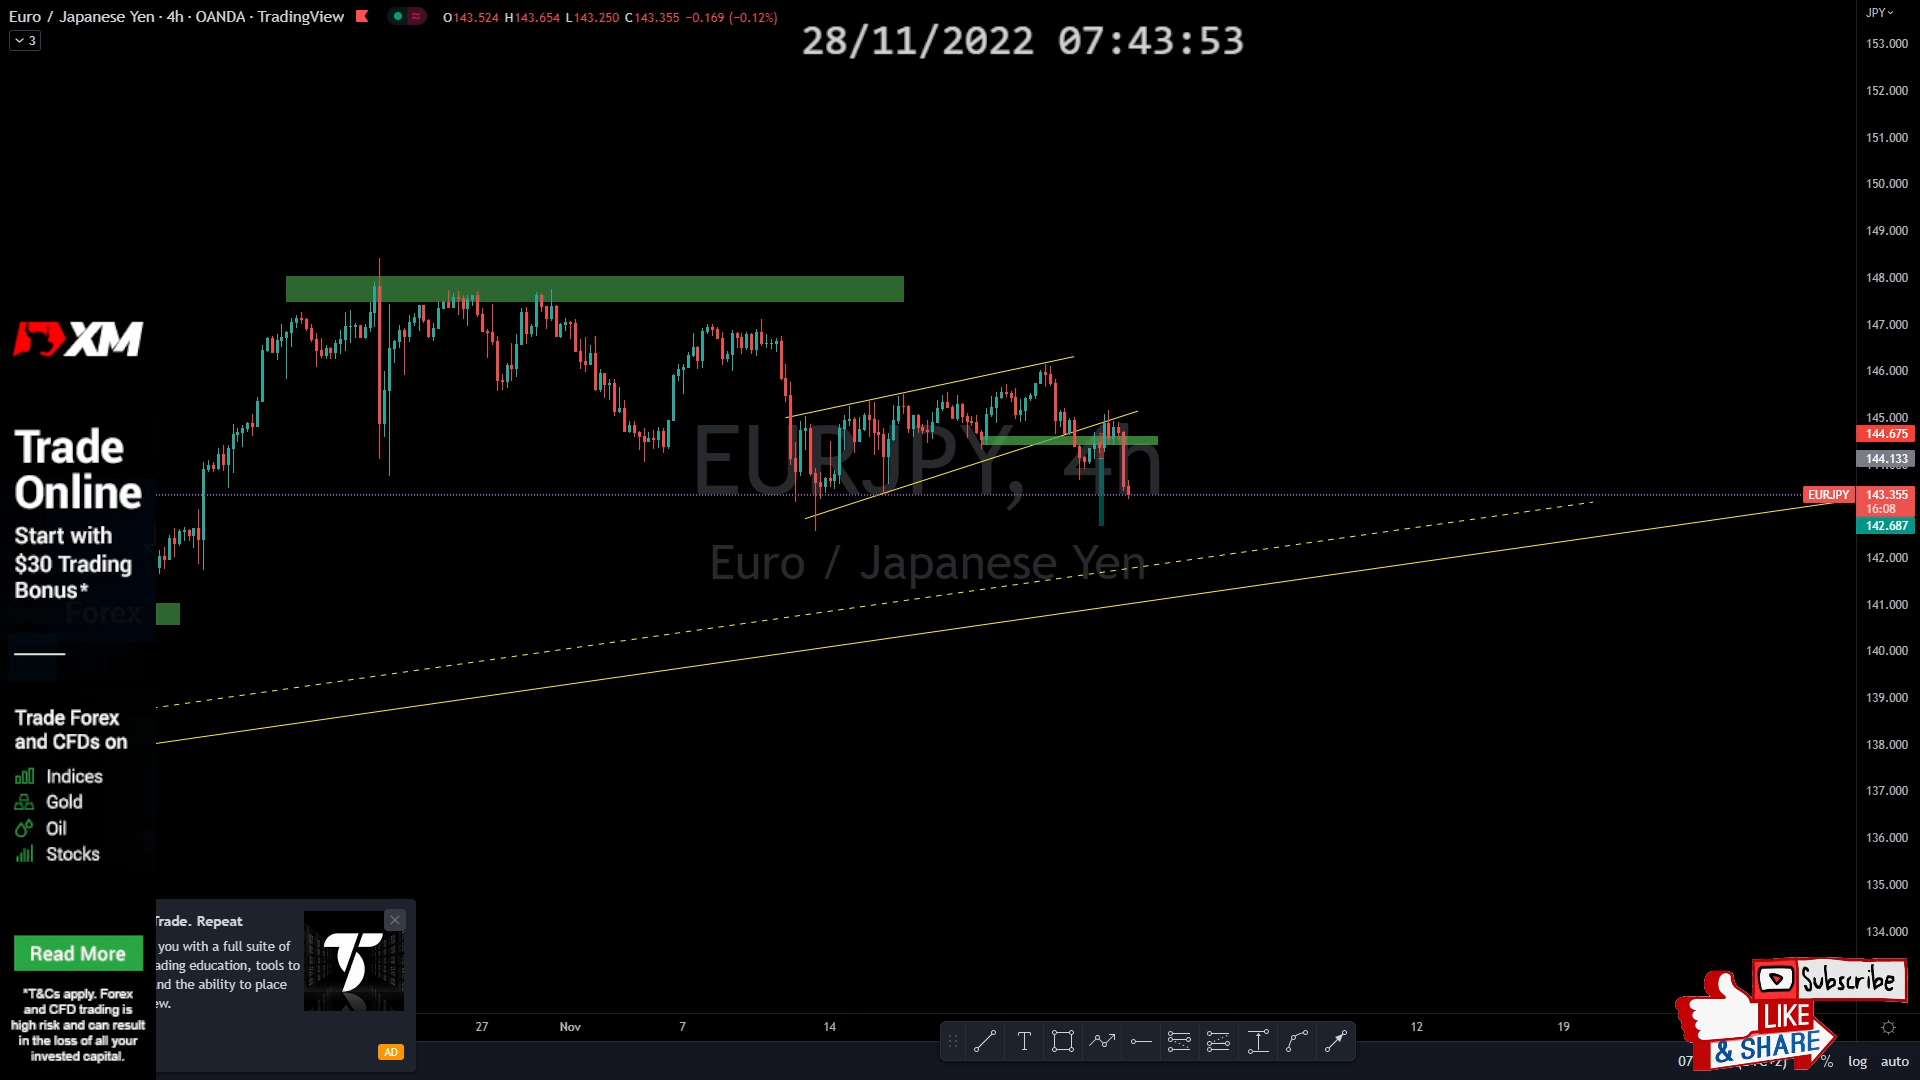 Euro / Japanese Yen · 4h · OANDA · TradingView
O143.524 H143.654 L143.250 C143.355 −0.169 (−0.12%)
3
28/11/2022 07:43:53
JPY
153.000
152.000
151.000
150.000
149.000
148.000
147.000
146.000
145.000
144.675
144.133
EURJPY 143.355
16:08
142.687
142.000
141.000
140.000
139.000
138.000
137.000
136.000
135.000
134.000
EURJPY, 4h
Euro / Japanese Yen
XM
Trade
Online
Start with
$30 Trading
Bonus*
Forex
Trade Forex
and CFDs on
Indices
Gold
Oil
Stocks
Read More
*T&Cs apply. Forex
and CFD trading is
high risk and can result
in the loss of all your
invested capital.
Trade. Repeat
you with a full suite of
ading education, tools to
nd the ability to place
ew.
AD
27 Nov 7 14 12 19
Subscribe
LIKE
& SHARE
07
% log auto